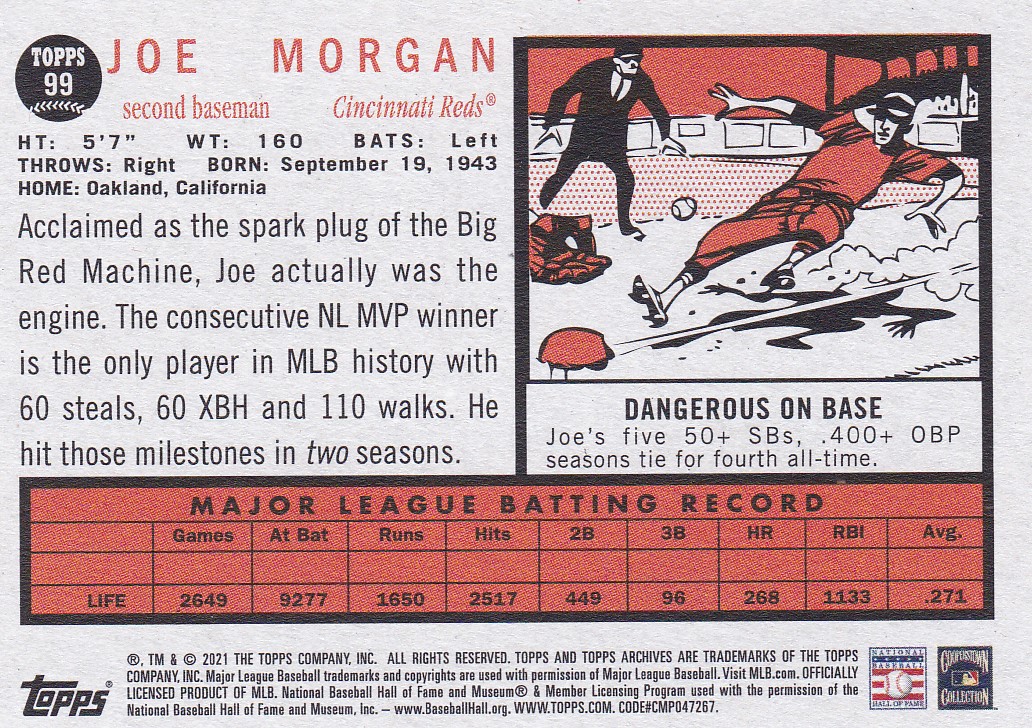 TOPPS
99
JOE MORGAN
second baseman Cincinnati Reds®
HT: 5'7" WT: 160 BATS: Left
THROWS: Right BORN: September 19, 1943
HOME: Oakland, California
Acclaimed as the spark plug of the Big
Red Machine, Joe actually was the
engine. The consecutive NL MVP winner
is the only player in MLB history with
60 steals, 60 XBH and 110 walks. He
hit those milestones in two seasons.
DANGEROUS ON BASE
Joe's five 50+ SBs, .400+ OBP
seasons tie for fourth all-time.
MAJOR LEAGUE BATTING RECORD
Games At Bat Runs Hits 2B 3B HR RBI Avg.
LIFE 2649 9277 1650 2517 449 96 268 1133 .271
®, TM & © 2021 THE TOPPS COMPANY, INC. ALL RIGHTS RESERVED. TOPPS AND TOPPS ARCHIVES ARE TRADEMARKS OF THE TOPPS
COMPANY, INC. Major League Baseball trademarks and copyrights are used with permission of Major League Baseball. Visit MLB.com. OFFICIALLY
LICENSED PRODUCT OF MLB. National Baseball Hall of Fame and Museum® & Member Licensing Program used with the permission of the
National Baseball Hall of Fame and Museum, Inc. – www.BaseballHall.org. WWW.TOPPS.COM. CODE#CMP047267.
TOPPS®
NATIONAL
BASEBALL
HALL OF FAME
COOPERSTOWN
COLLECTION